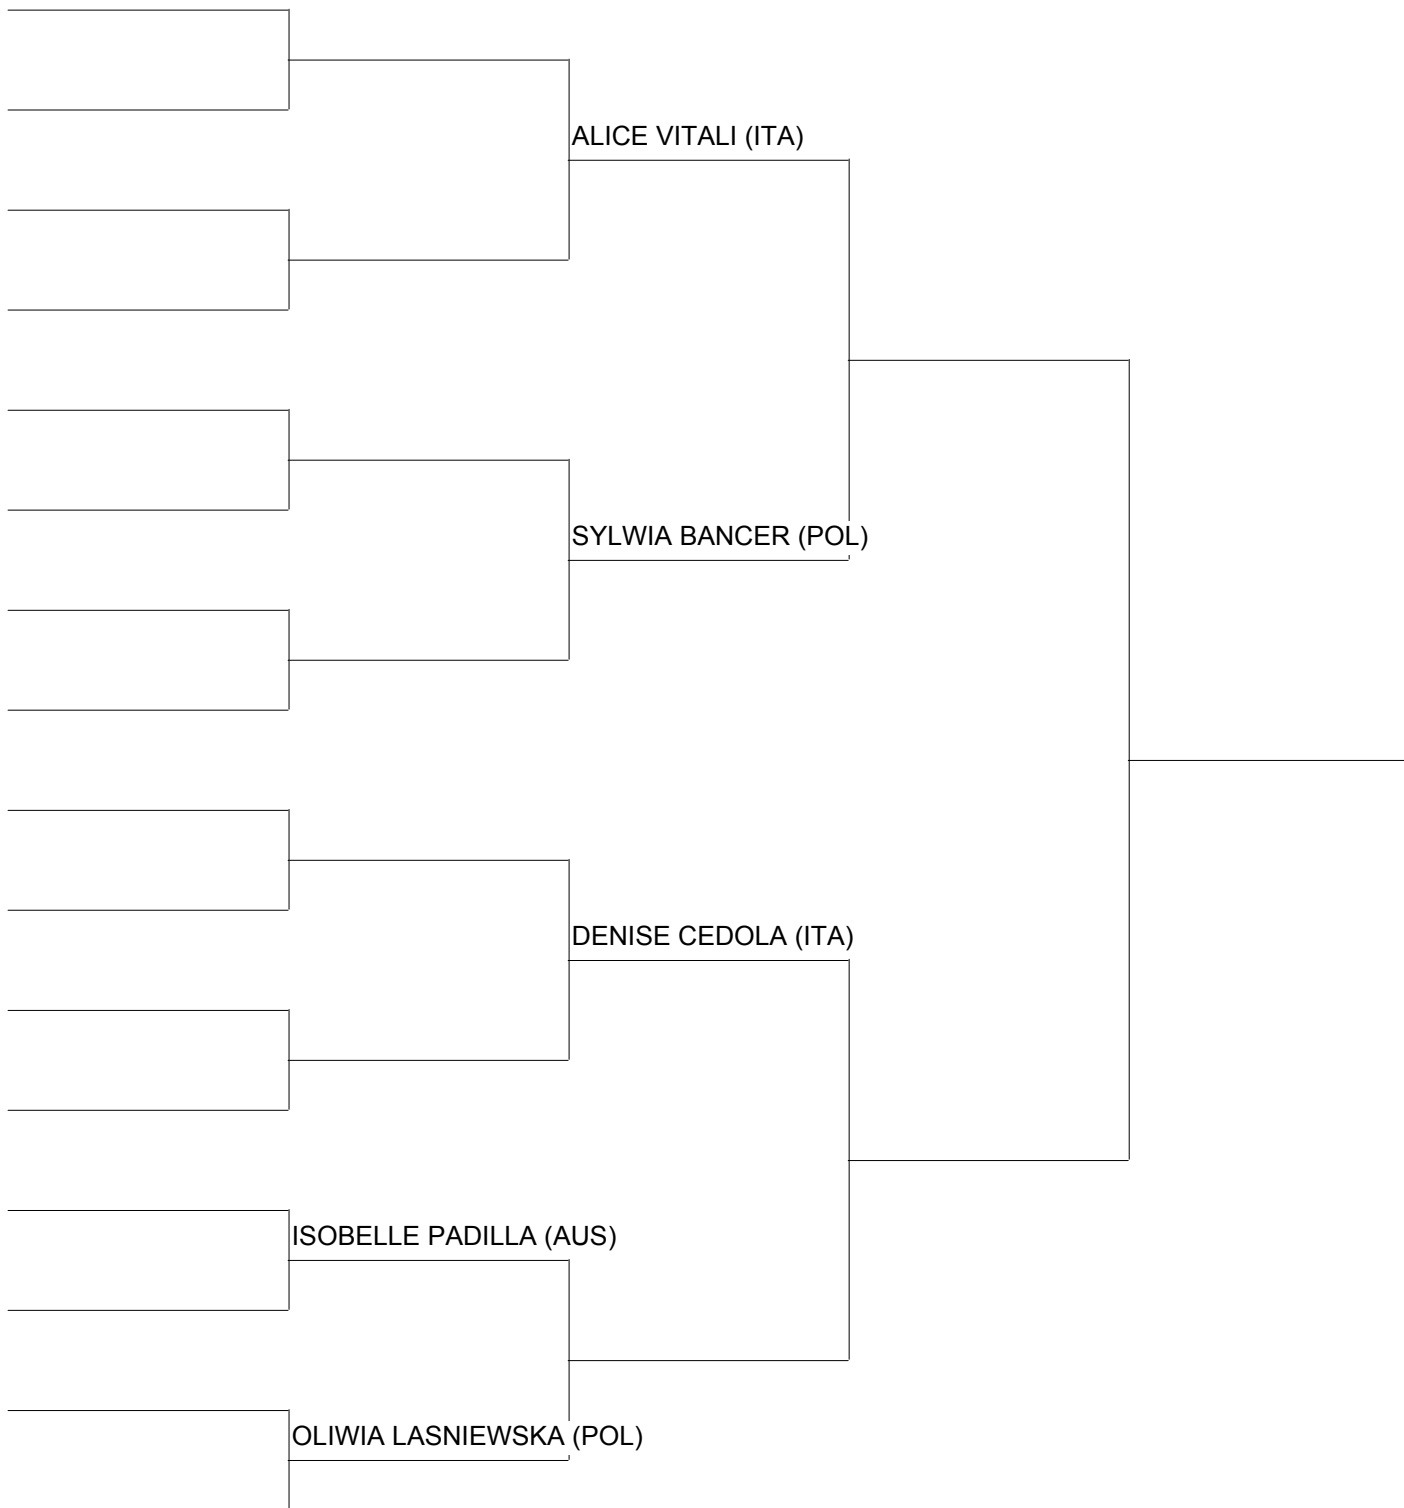 ALICE VITALI (ITA)
SYLWIA BANCER (POL)
DENISE CEDOLA (ITA)
ISOBELLE PADILLA (AUS)
OLIWIA LASNIEWSKA (POL)